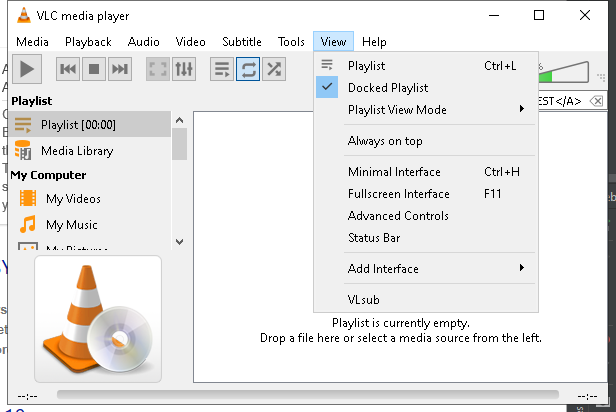 VLC media player
Media Playback Audio Video Subtitle Tools View Help
Playlist Ctrl+L
Docked Playlist
Playlist View Mode
Always on top
Minimal Interface Ctrl+H
Fullscreen Interface F11
Advanced Controls
Status Bar
Add Interface
VLsub
%
EST</A>
Playlist
Playlist [00:00]
Media Library
My Computer
My Videos
My Music
My Pictures
Playlist is currently empty.
Drop a file here or select a media source from the left.
--:-- --:--